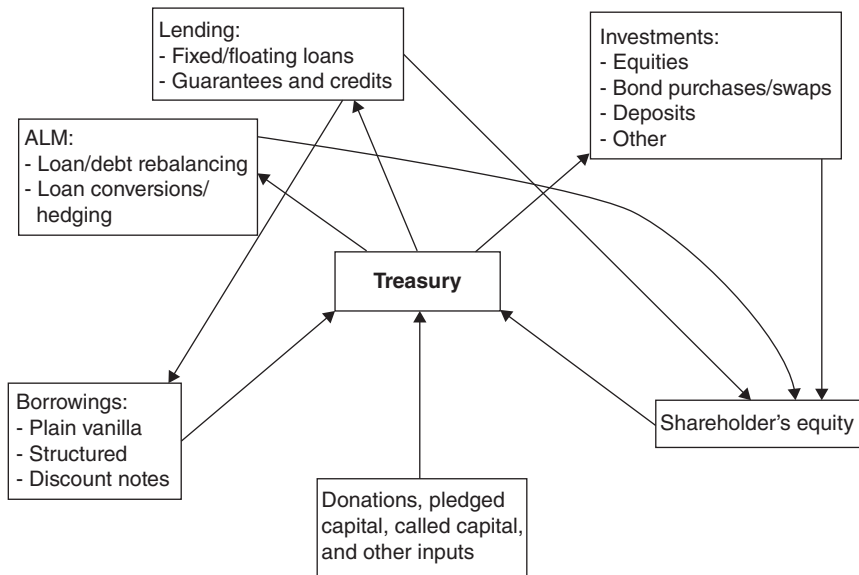 Lending:
- Fixed/floating loans
- Guarantees and credits
Investments:
- Equities
- Bond purchases/swaps
- Deposits
- Other
ALM:
- Loan/debt rebalancing
- Loan conversions/
hedging
Treasury
Borrowings:
- Plain vanilla
- Structured
- Discount notes
Shareholder's equity
Donations, pledged
capital, called capital,
and other inputs